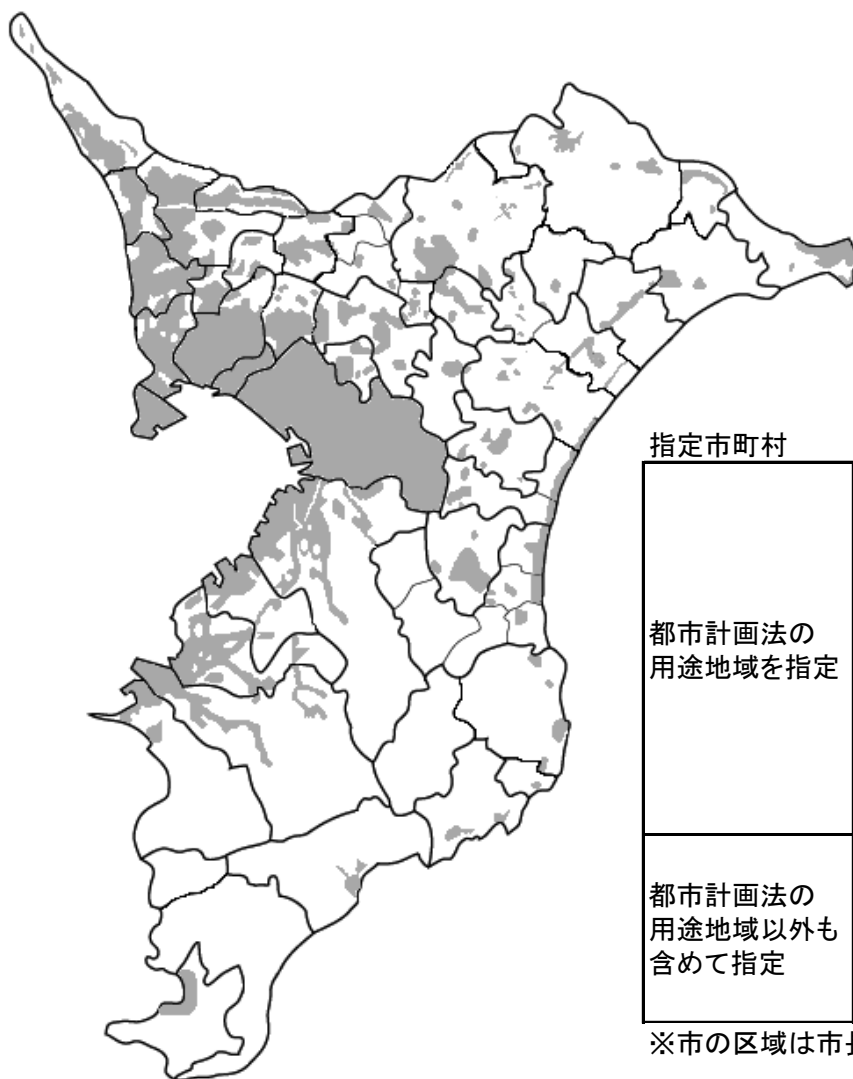 指定市町村
都市計画法の
用途地域を指定
都市計画法の
用途地域以外も
含めて指定
※市の区域は市長